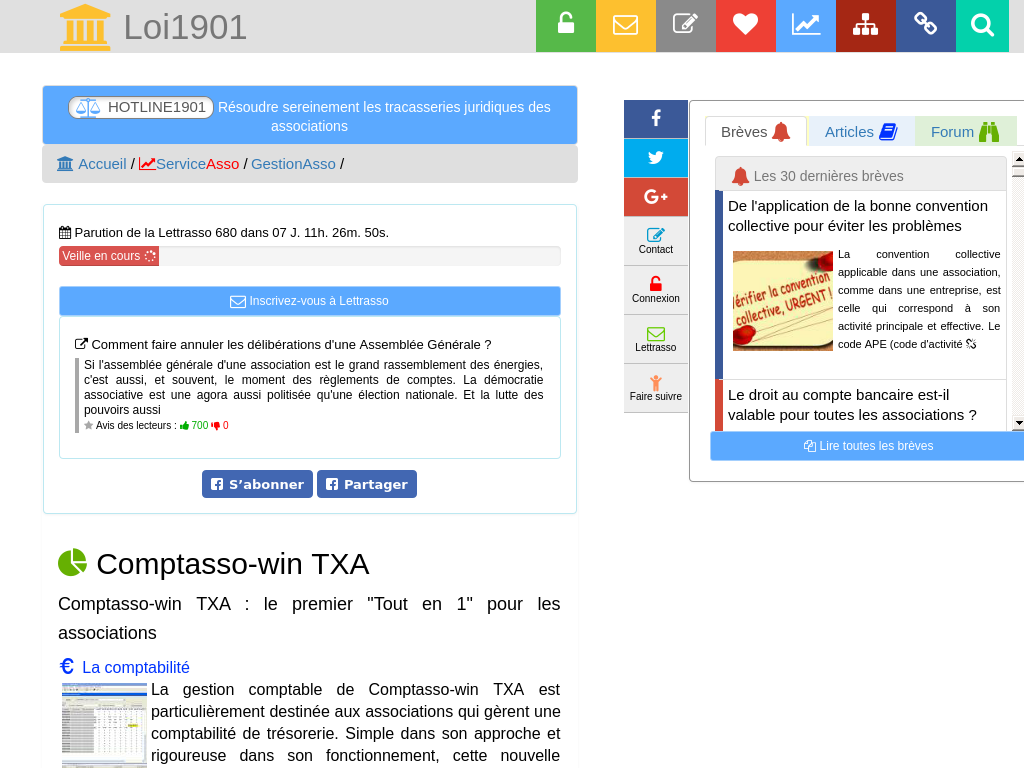 Loi1901
HOTLINE1901 Résoudre sereinement les tracasseries juridiques des
associations
Accueil / ServiceAsso / GestionAsso /
Parution de la Lettrasso 680 dans 07 J. 11h. 26m. 50s.
Veille en cours
Inscrivez-vous à Lettrasso
Comment faire annuler les délibérations d'une Assemblée Générale ?
Si l'assemblée générale d'une association est le grand rassemblement des énergies,
c'est aussi, et souvent, le moment des règlements de comptes. La démocratie
associative est une agora aussi politisée qu'une élection nationale. Et la lutte des
pouvoirs aussi
Avis des lecteurs : 700 0
S'abonner Partager
Comptasso-win TXA
Comptasso-win TXA : le premier "Tout en 1" pour les
associations
€ La comptabilité
La gestion comptable de Comptasso-win TXA est
particulièrement destinée aux associations qui gèrent une
comptabilité de trésorerie. Simple dans son approche et
rigoureuse dans son fonctionnement, cette nouvelle
Contact
Connexion
Lettrasso
Faire suivre
Brèves Articles Forum
Les 30 dernières brèves
De l'application de la bonne convention
collective pour éviter les problèmes
Vérifier la convention
collective, URGENT !
La convention collective
applicable dans une association,
comme dans une entreprise, est
celle qui correspond à son
activité principale et effective. Le
code APE (code d'activité
Le droit au compte bancaire est-il
valable pour toutes les associations ?
Lire toutes les brèves